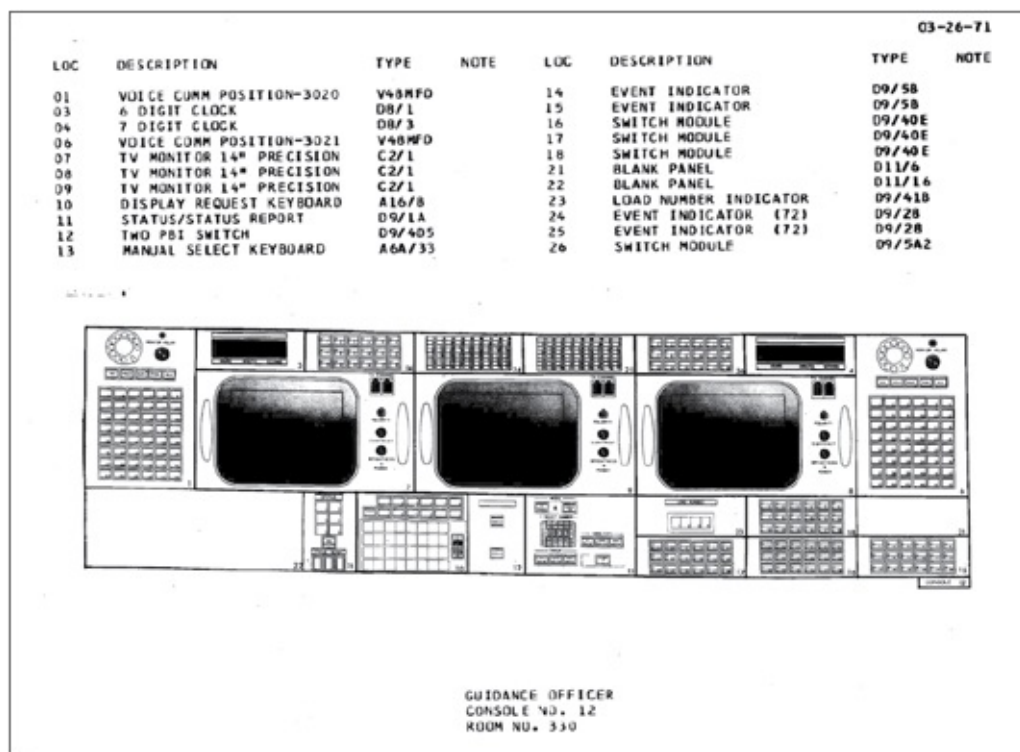 03-26-71
LOC DESCRIPTION TYPE NOTE LOC DESCRIPTION TYPE NOTE
01 VOICE COMM POSITION-3020 V48MFD 14 EVENT INDICATOR D9/5B
03 6 DIGIT CLOCK D8/1 15 EVENT INDICATOR D9/5B
04 7 DIGIT CLOCK D8/3 16 SWITCH MODULE D9/40E
06 VOICE COMM POSITION-3021 V48MFD 17 SWITCH MODULE D9/40E
07 TV MONITOR 14" PRECISION C2/1 18 SWITCH MODULE D9/40E
08 TV MONITOR 14" PRECISION C2/1 21 BLANK PANEL D11/6
09 TV MONITOR 14" PRECISION C2/1 22 BLANK PANEL D11/16
10 DISPLAY REQUEST KEYBOARD A16/8 23 LOAD NUMBER INDICATOR D9/41B
11 STATUS/STATUS REPORT D9/1A 24 EVENT INDICATOR (72) D9/2B
12 TWO PBI SWITCH D9/4D5 25 EVENT INDICATOR (72) D9/2B
13 MANUAL SELECT KEYBOARD A6A/33 26 SWITCH MODULE D9/5A2
CONSOLE 12
GUIDANCE OFFICER
CONSOLE NO. 12
ROOM NO. 330